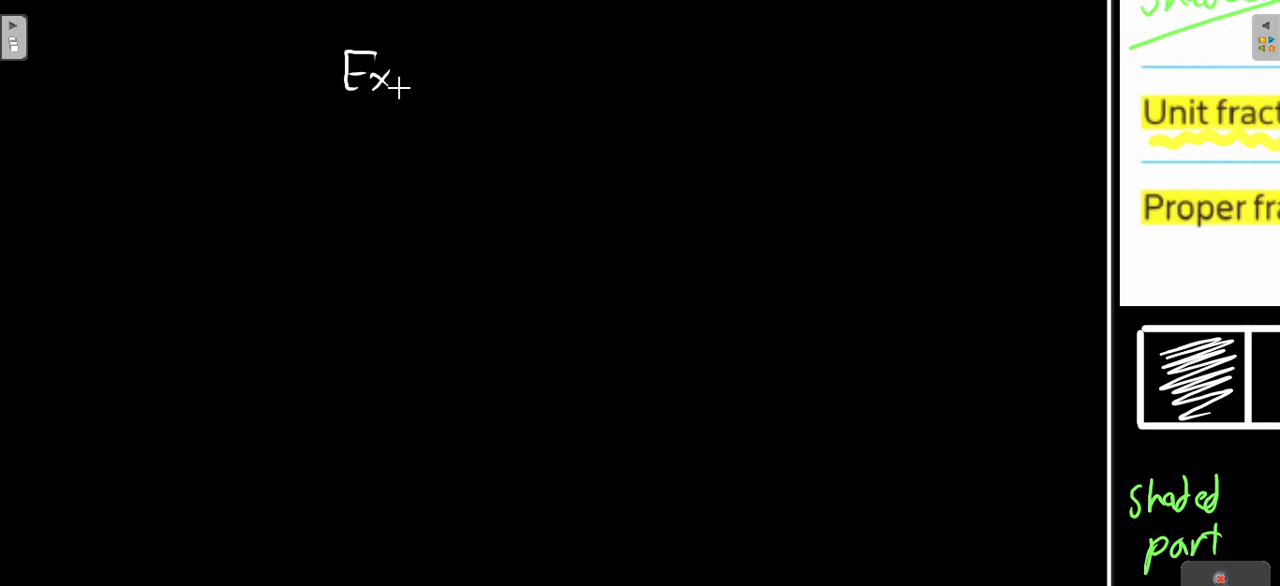 Ex
Unit fract
Proper fra
shaded
part